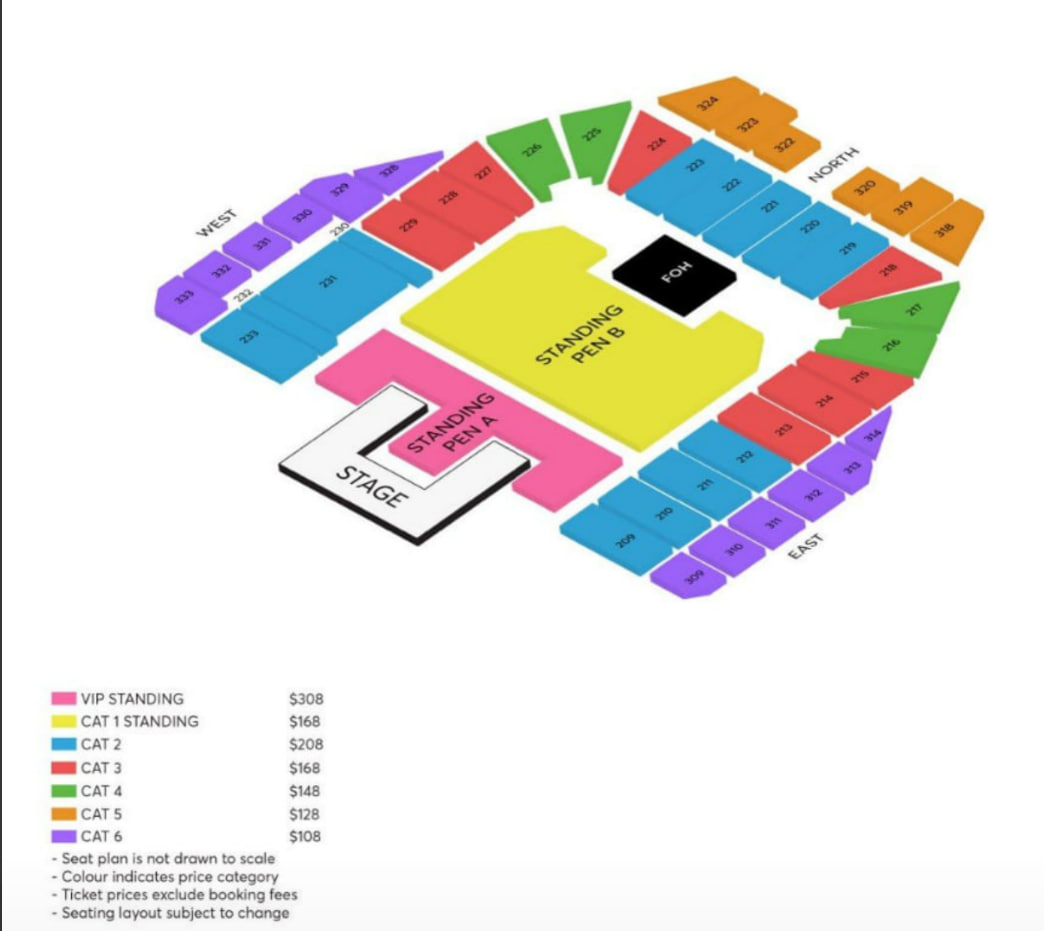 324
323
322
NORTH
320
319
318
225
226
224
223
222
221
220
219
218
217
216
215
214
213
212
211
210
209
227
228
229
328
329
330
331
332
333
WEST
230
231
232
233
FOH
STANDING
PEN B
STANDING
PEN A
STAGE
314
313
312
311
310
309
EAST
VIP STANDING $308
CAT 1 STANDING $168
CAT 2 $208
CAT 3 $168
CAT 4 $148
CAT 5 $128
CAT 6 $108
- Seat plan is not drawn to scale
- Colour indicates price category
- Ticket prices exclude booking fees
- Seating layout subject to change